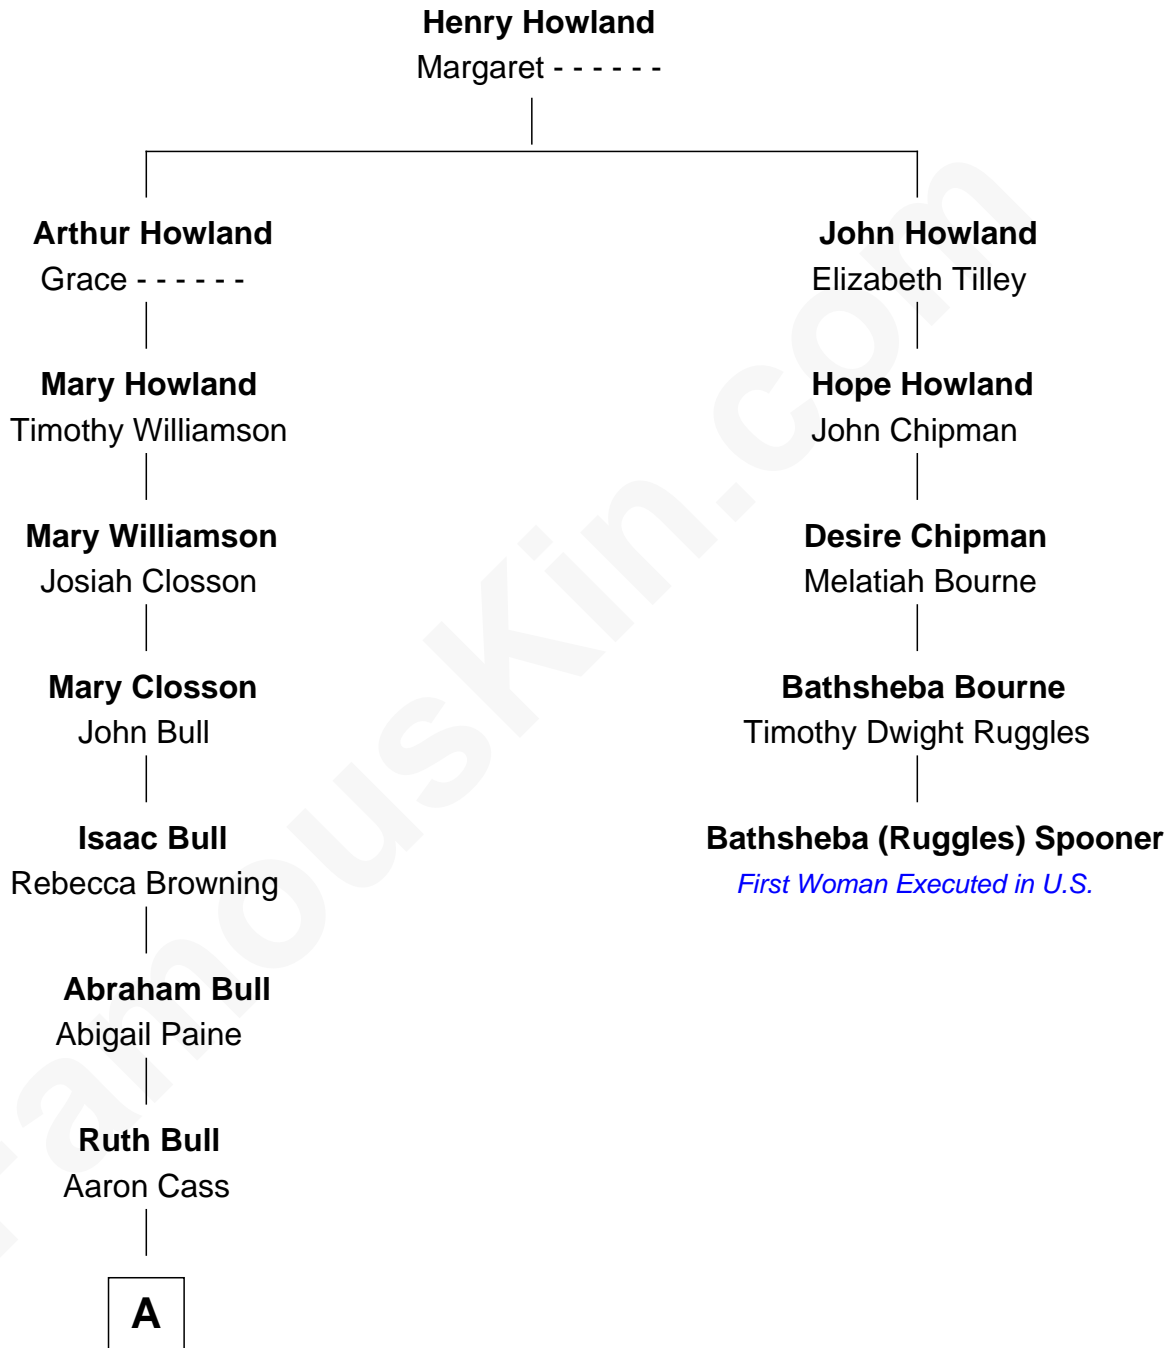 Henry Howland
Margaret - - - - - -
Arthur Howland
Grace - - - - - -
John Howland
Elizabeth Tilley
Mary Howland
Timothy Williamson
Hope Howland
John Chipman
Mary Williamson
Josiah Closson
Desire Chipman
Melatiah Bourne
Mary Closson
John Bull
Bathsheba Bourne
Timothy Dwight Ruggles
Isaac Bull
Rebecca Browning
Bathsheba (Ruggles) Spooner
First Woman Executed in U.S.
Abraham Bull
Abigail Paine
Ruth Bull
Aaron Cass
A
FamousKin.com